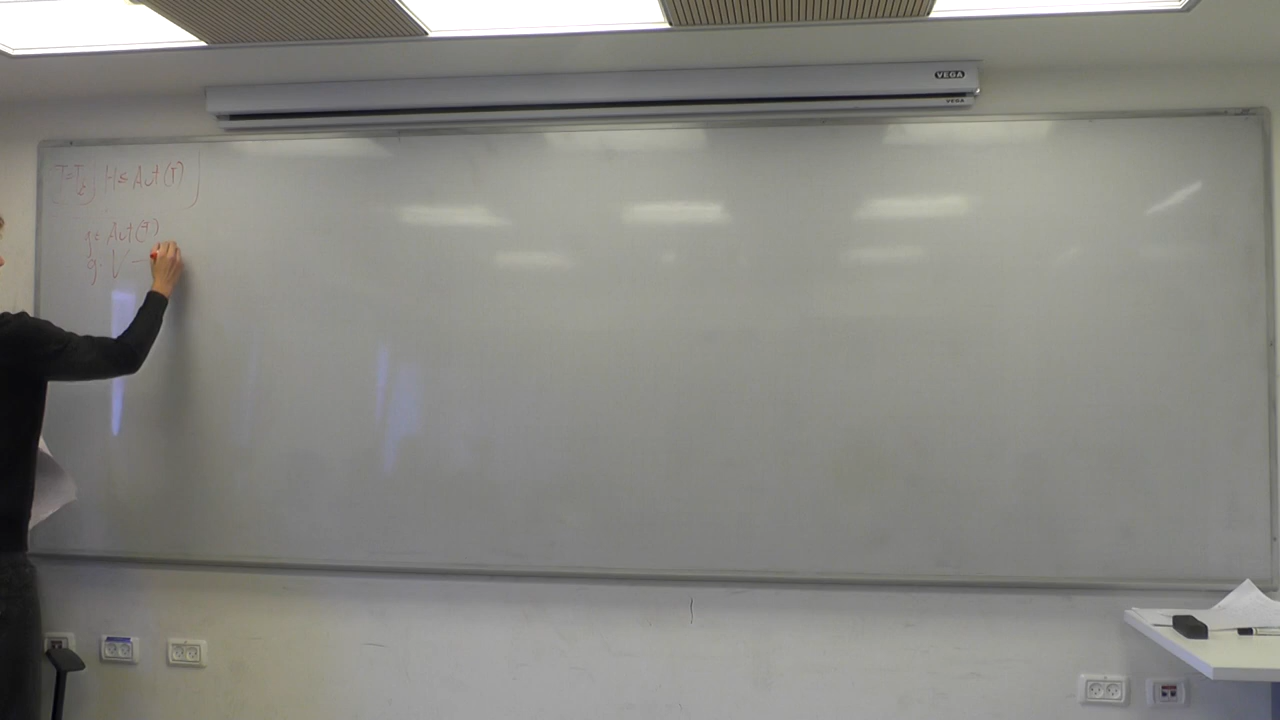 VEGA
VEGA
T=T_k, H≤Aut(T)
g∈Aut(T)
g: V—